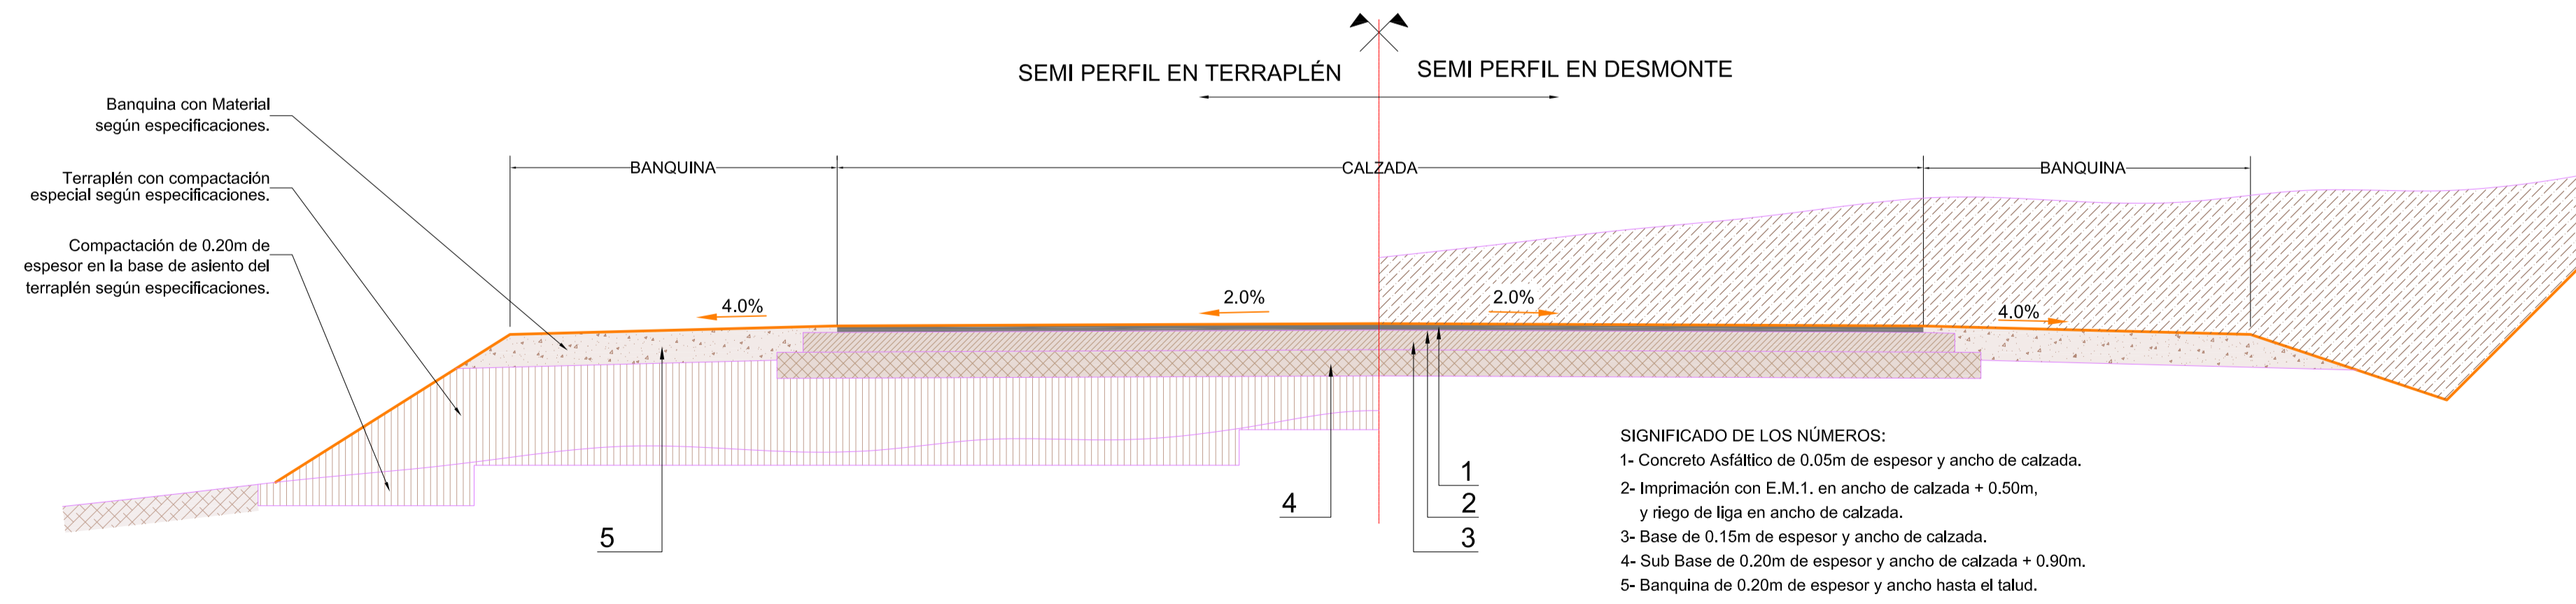 SEMI PERFIL EN TERRAPLÉN
SEMI PERFIL EN DESMONTE
Banquina con Material
según especificaciones.
Terraplén con compactación
especial según especificaciones.
Compactación de 0.20m de
espesor en la base de asiento del
terraplén según especificaciones.
BANQUINA
CALZADA
BANQUINA
4.0%
2.0%
2.0%
4.0%
1
2
3
4
5
SIGNIFICADO DE LOS NÚMEROS:
1- Concreto Asfáltico de 0.05m de espesor y ancho de calzada.
2- Imprimación con E.M.1. en ancho de calzada + 0.50m,
y riego de liga en ancho de calzada.
3- Base de 0.15m de espesor y ancho de calzada.
4- Sub Base de 0.20m de espesor y ancho de calzada + 0.90m.
5- Banquina de 0.20m de espesor y ancho hasta el talud.